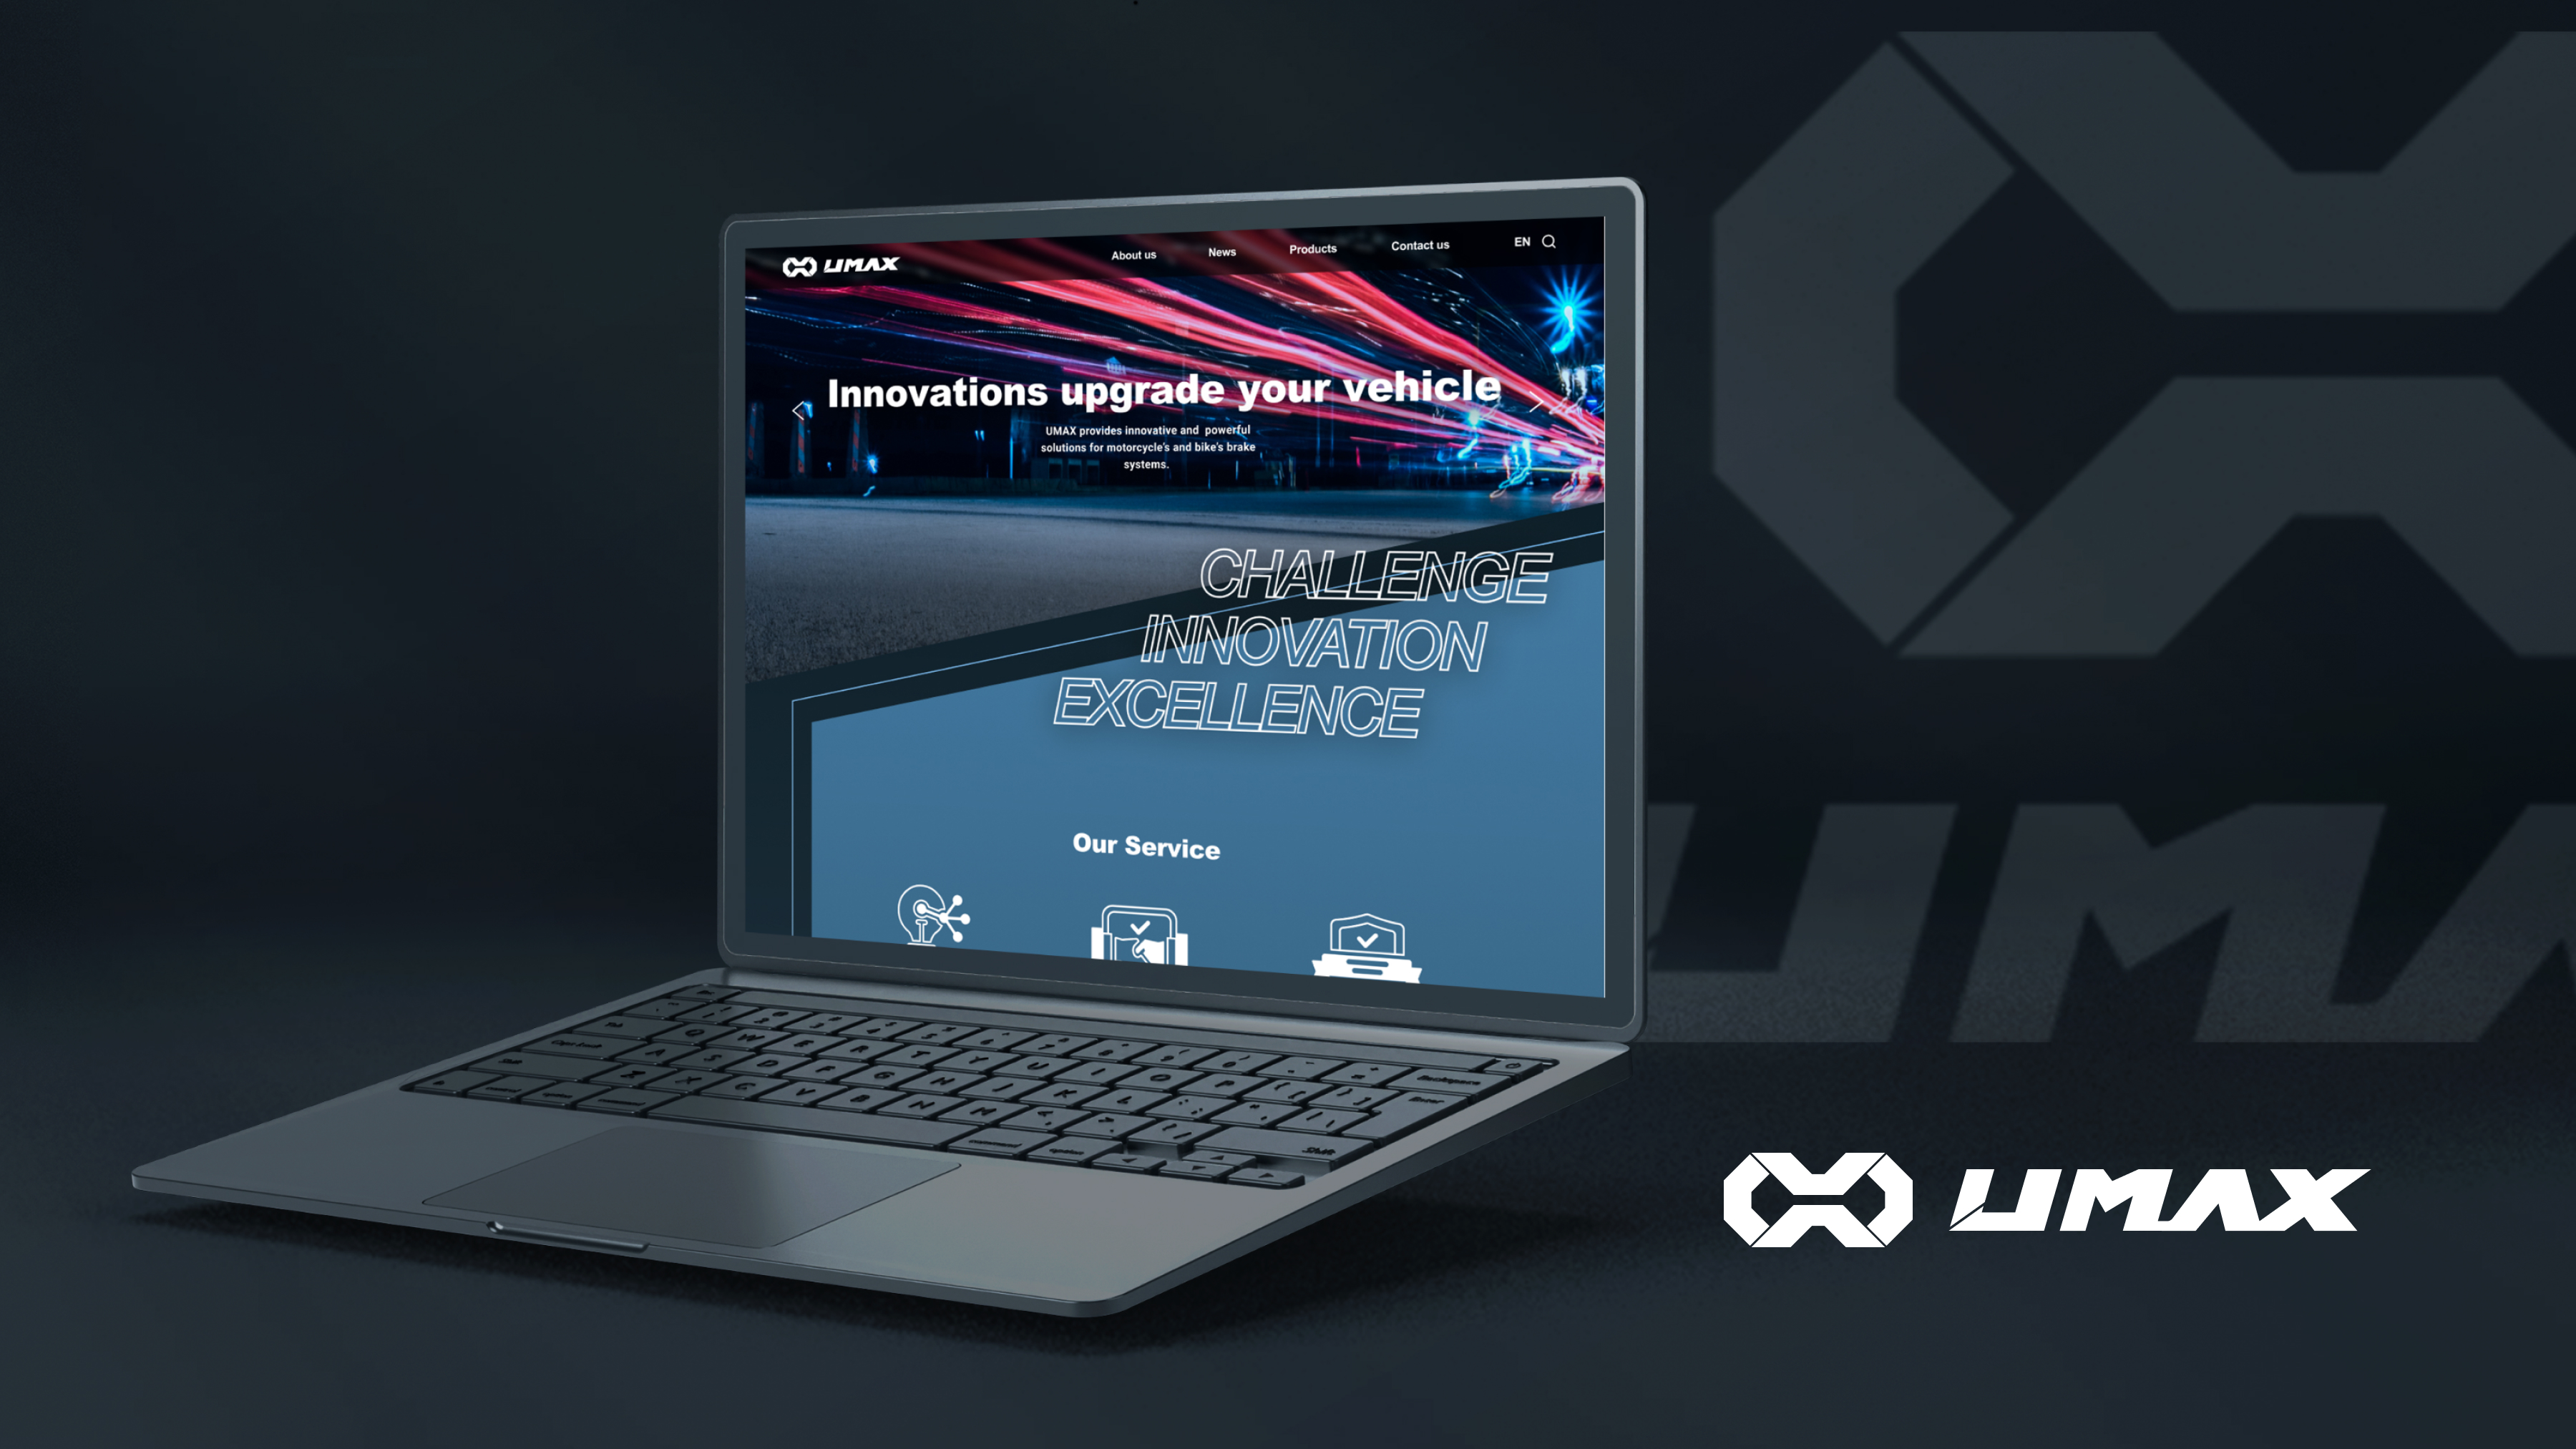 UMAX
About us
News
Products
Contact us
EN
Innovations upgrade your vehicle
UMAX provides innovative and powerful
solutions for motorcycle's and bike's brake
systems.
CHALLENGE
INNOVATION
EXCELLENCE
Our Service
Q W E R T Y U I O P
A S D F G H J K L
Z X C V B N M
UMAX